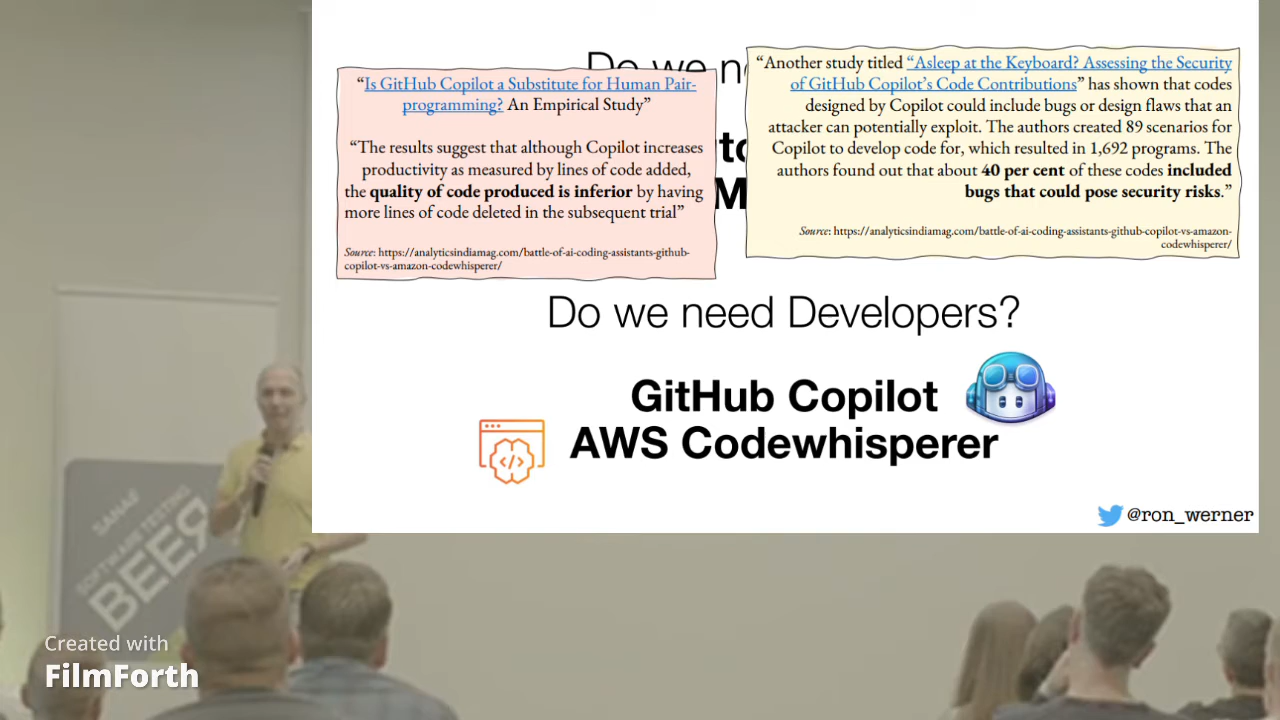 Do we n
“Is GitHub Copilot a Substitute for Human Pair-
programming? An Empirical Study”
“The results suggest that although Copilot increases
productivity as measured by lines of code added,
the quality of code produced is inferior by having
more lines of code deleted in the subsequent trial”
Source: https://analyticsindiamag.com/battle-of-ai-coding-assistants-github-
copilot-vs-amazon-codewhisperer/
to
M
“Another study titled “Asleep at the Keyboard? Assessing the Security
of GitHub Copilot’s Code Contributions” has shown that codes
designed by Copilot could include bugs or design flaws that an
attacker can potentially exploit. The authors created 89 scenarios for
Copilot to develop code for, which resulted in 1,692 programs. The
authors found out that about 40 per cent of these codes included
bugs that could pose security risks.”
Source: https://analyticsindiamag.com/battle-of-ai-coding-assistants-github-copilot-vs-amazon-
codewhisperer/
Do we need Developers?
GitHub Copilot
AWS Codewhisperer
</>
@ron_werner
SOFTWARE TESTING
BEER
Created with
FilmForth